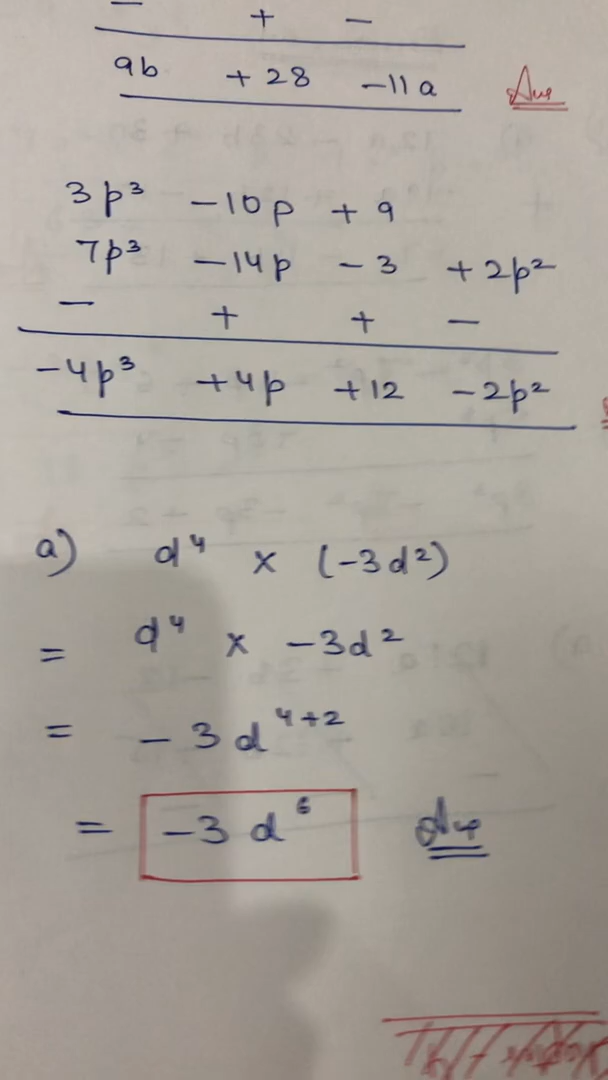 − + −
9b + 28 − 11a Ans
3p³ − 10p + 9
7p³ − 14p − 3 + 2p²
− + + −
−4p³ + 4p + 12 − 2p²
a) d⁴ × (−3d²)
= d⁴ × −3d²
= −3d⁴⁺²
= −3d⁶ Ans